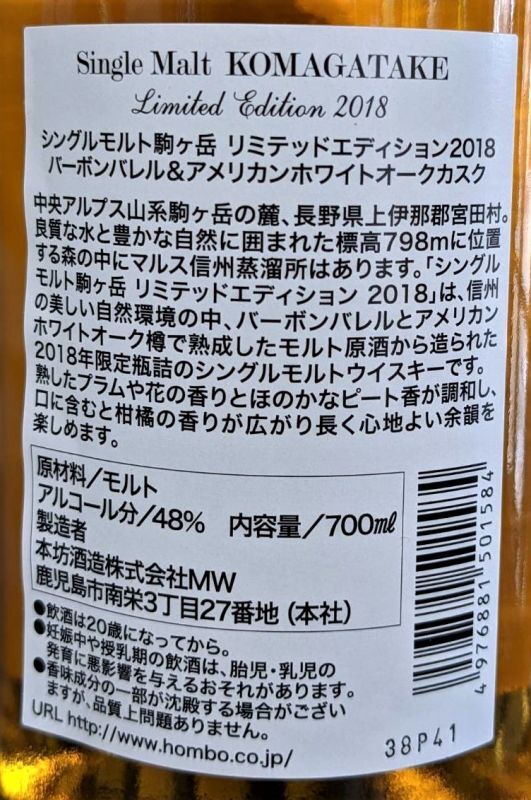 Single Malt KOMAGATAKE
Limited Edition 2018
シングルモルト駒ヶ岳 リミテッドエディション2018
バーボンバレル&アメリカンホワイトオークカスク
中央アルプス山系駒ヶ岳の麓、長野県上伊那郡宮田村。
良質な水と豊かな自然に囲まれた標高798mに位置
する森の中にマルス信州蒸溜所はあります。「シングル
モルト駒ヶ岳 リミテッドエディション 2018」は、信州
の美しい自然環境の中、バーボンバレルとアメリカン
ホワイトオーク樽で熟成したモルト原酒から造られた
2018年限定瓶詰のシングルモルトウイスキーです。
熟したプラムや花の香りとほのかなピート香が調和し、
口に含むと柑橘の香りが広がり長く心地よい余韻を
楽しめます。
原材料/モルト
アルコール分/48% 内容量/700ml
製造者
本坊酒造株式会社MW
鹿児島市南栄3丁目27番地(本社)
●飲酒は20歳になってから。
●妊娠中や授乳期の飲酒は、胎児・乳児の
発育に悪影響を与えるおそれがあります。
●香味成分の一部が沈殿する場合がござい
ますが、品質上問題ありません。
URL http://www.hombo.co.jp/
4 976881 501584
38P41